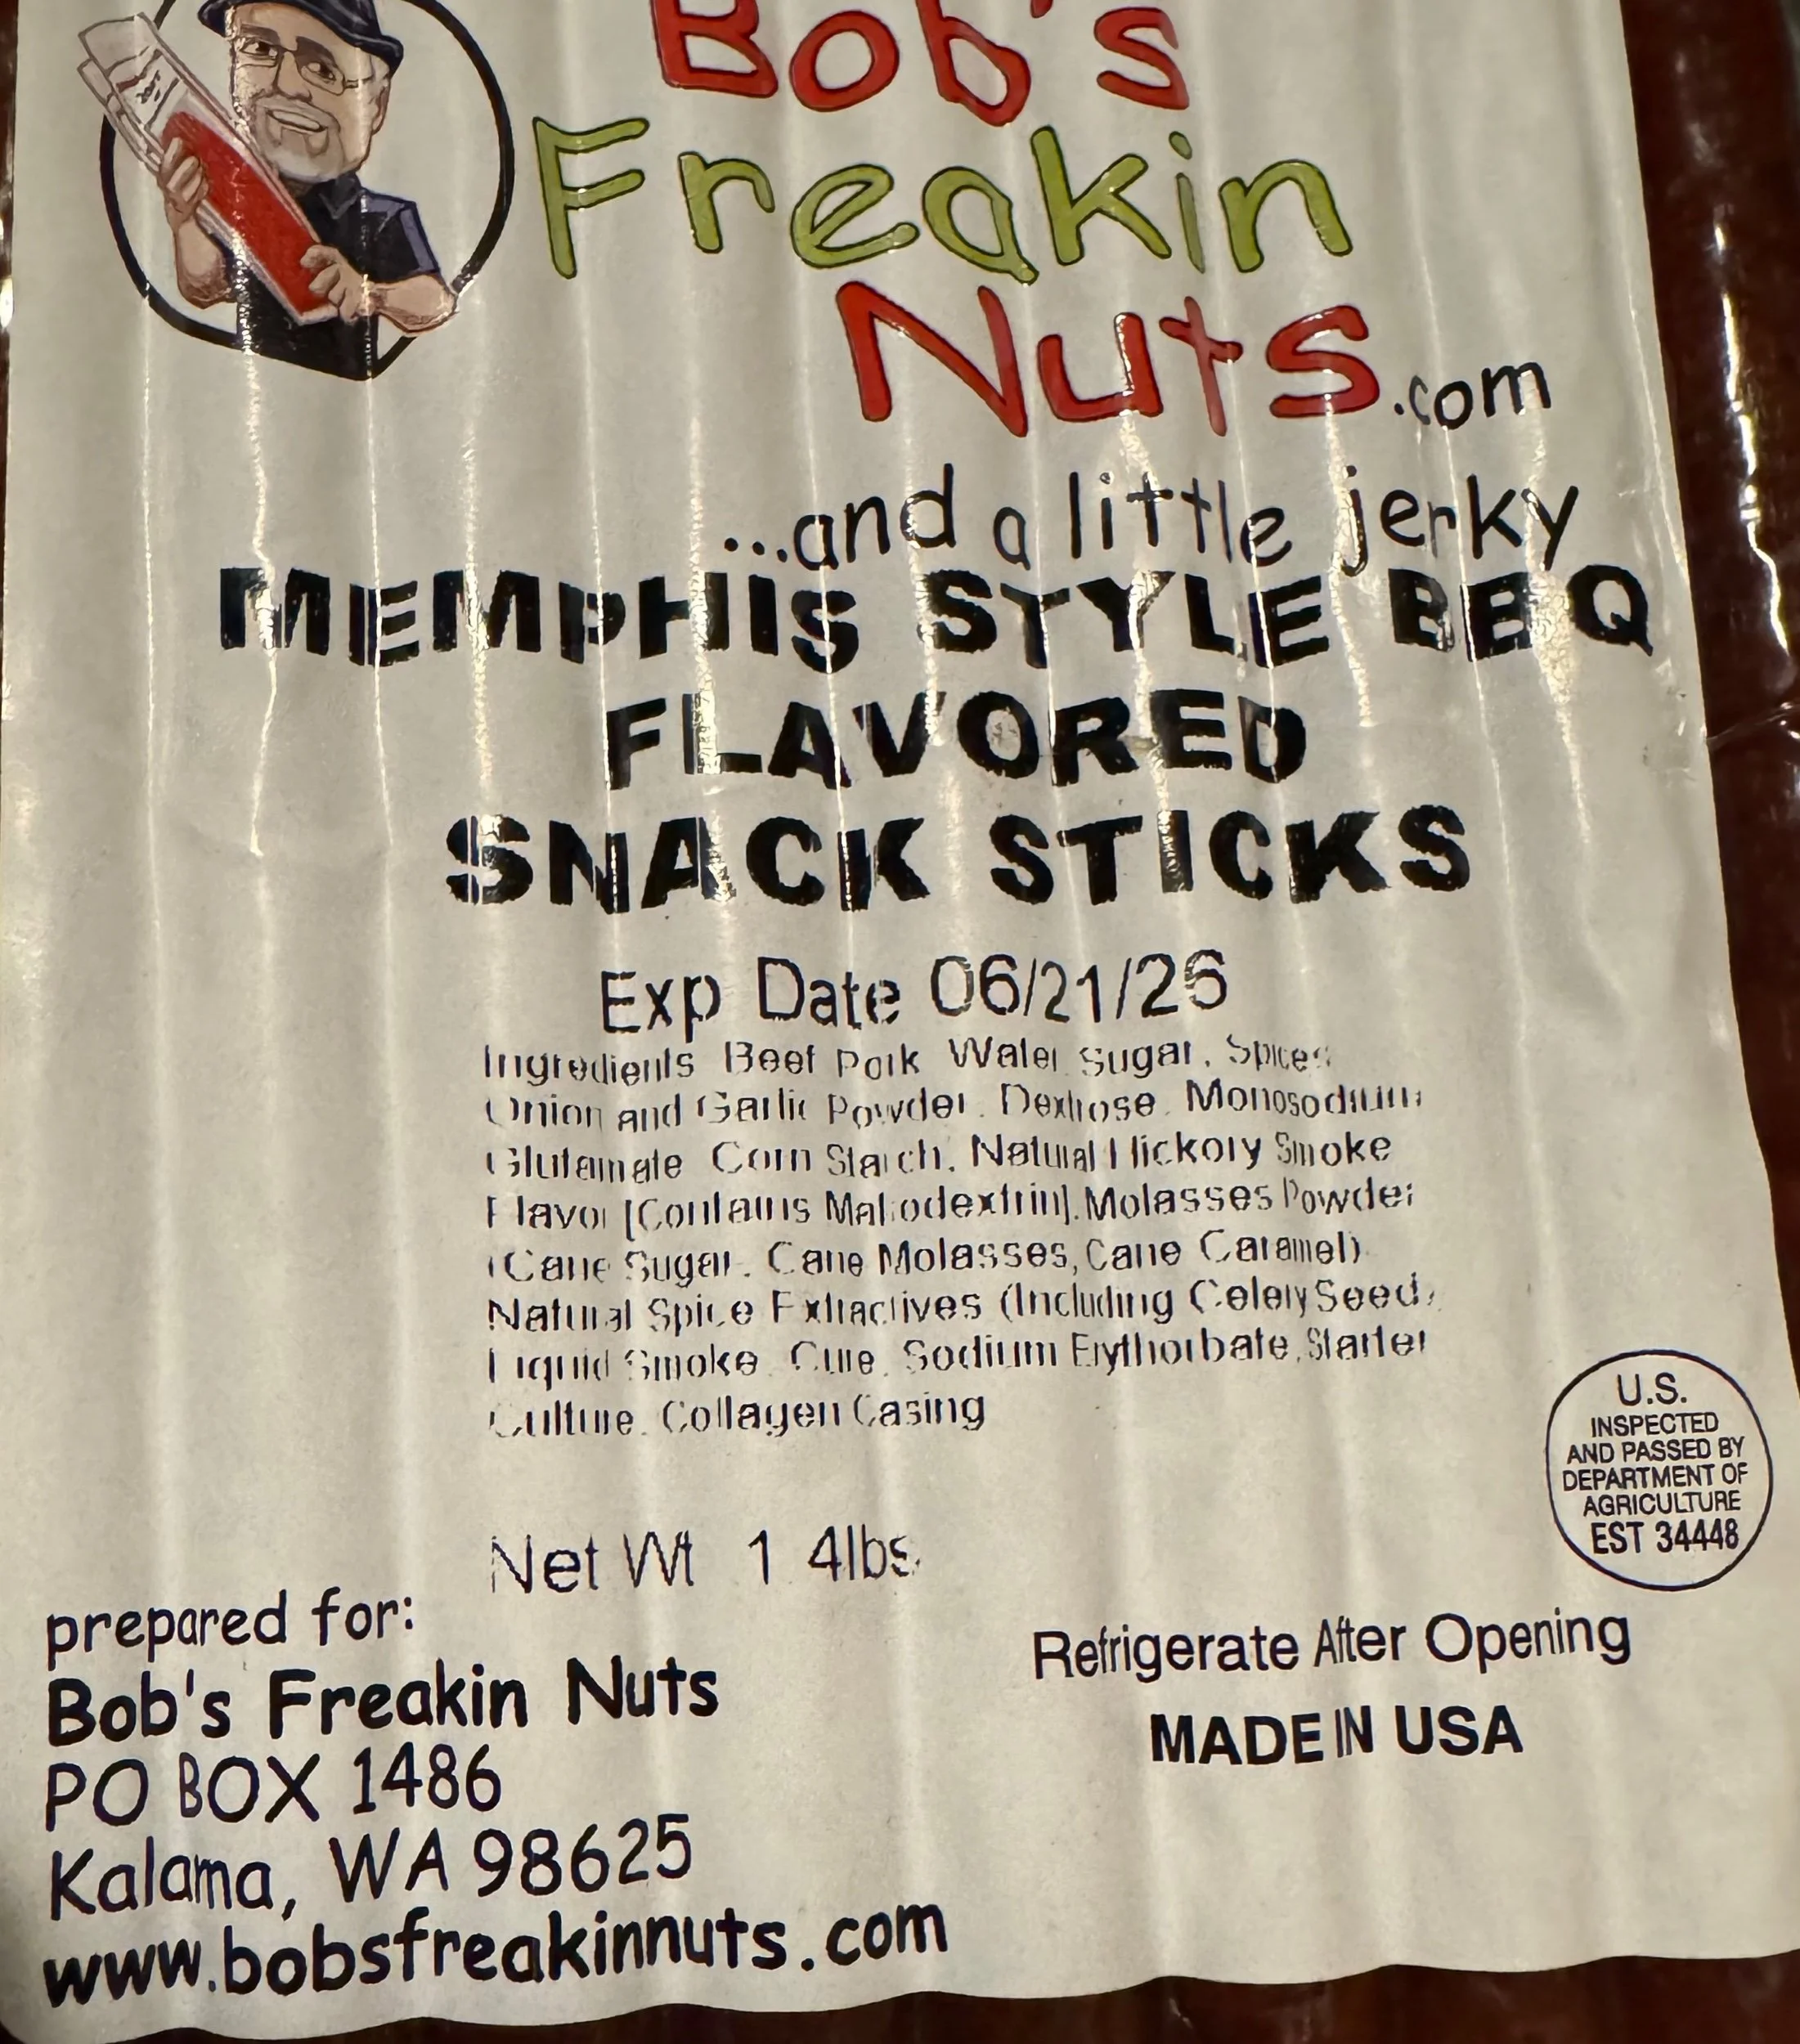 Bob's
Freakin
Nuts.com
...and a little jerky
MEMPHIS STYLE BBQ
FLAVORED
SNACK STICKS
Exp Date 06/21/26
Ingredients Beef Pork Water Sugar, Spices
Onion and Garlic Powder, Dextrose, Monosodium
Glutamate Corn Starch, Natural Hickory Smoke
Flavor [Contains Maltodextrin], Molasses Powder
(Cane Sugar, Cane Molasses, Cane Caramel)
Natural Spice Extractives (Including Celery Seed)
Liquid Smoke, Cure, Sodium Erythorbate, Starter
Culture, Collagen Casing
Net Wt 1.4lbs
U.S.
INSPECTED
AND PASSED BY
DEPARTMENT OF
AGRICULTURE
EST 34448
prepared for:
Bob's Freakin Nuts
PO BOX 1486
Kalama, WA 98625
www.bobsfreakinnuts.com
Refrigerate After Opening
MADE IN USA